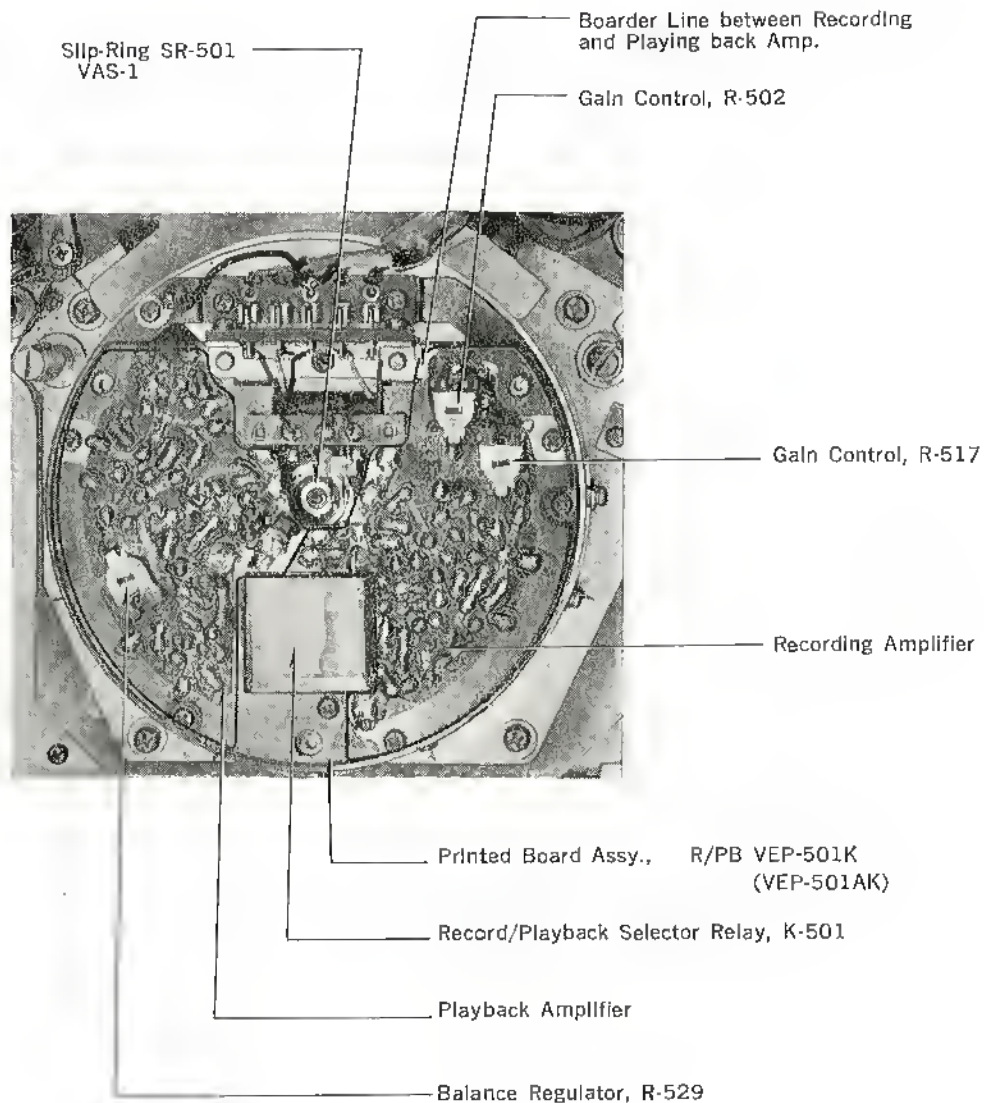 Boarder Line between Recording
and Playing back Amp.
Slip-Ring SR-501
VAS-1
Gain Control, R-502
Gain Control, R-517
Recording Amplifier
Printed Board Assy., R/PB VEP-501K
(VEP-501AK)
Record/Playback Selector Relay, K-501
Playback Amplifier
Balance Regulator, R-529